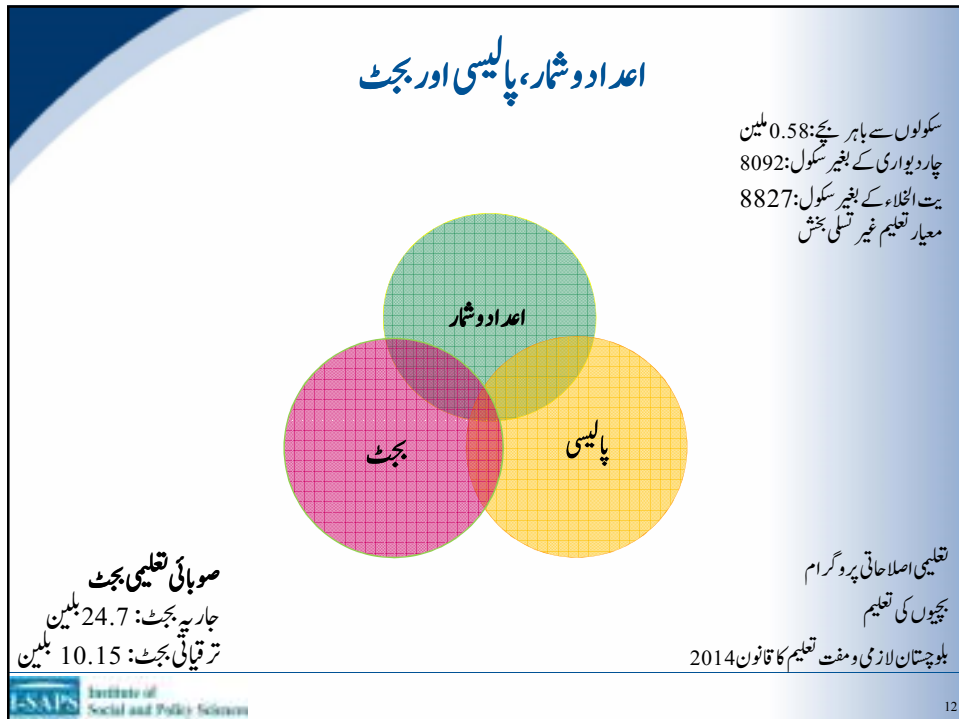 اعداد و شمار، پالیسی اور بجٹ
سکولوں سے باہر بچے:0.58 ملین
چار دیواری کے بغیر سکول:8092
بیت الخلاء کے بغیر سکول:8827
معیار تعلیم غیر تسلی بخش
اعداد و شمار
پالیسی
بجٹ
تعلیمی اصلاحاتی پروگرام
بچیوں کی تعلیم
بلوچستان لازمی و مفت تعلیم کا قانون2014
صوبائی تعلیمی بجٹ
جاریہ بجٹ: 24.7 بلین
ترقیاتی بجٹ: 10.15 بلین
I-SAPS
Institute of
Social and Policy Sciences
12